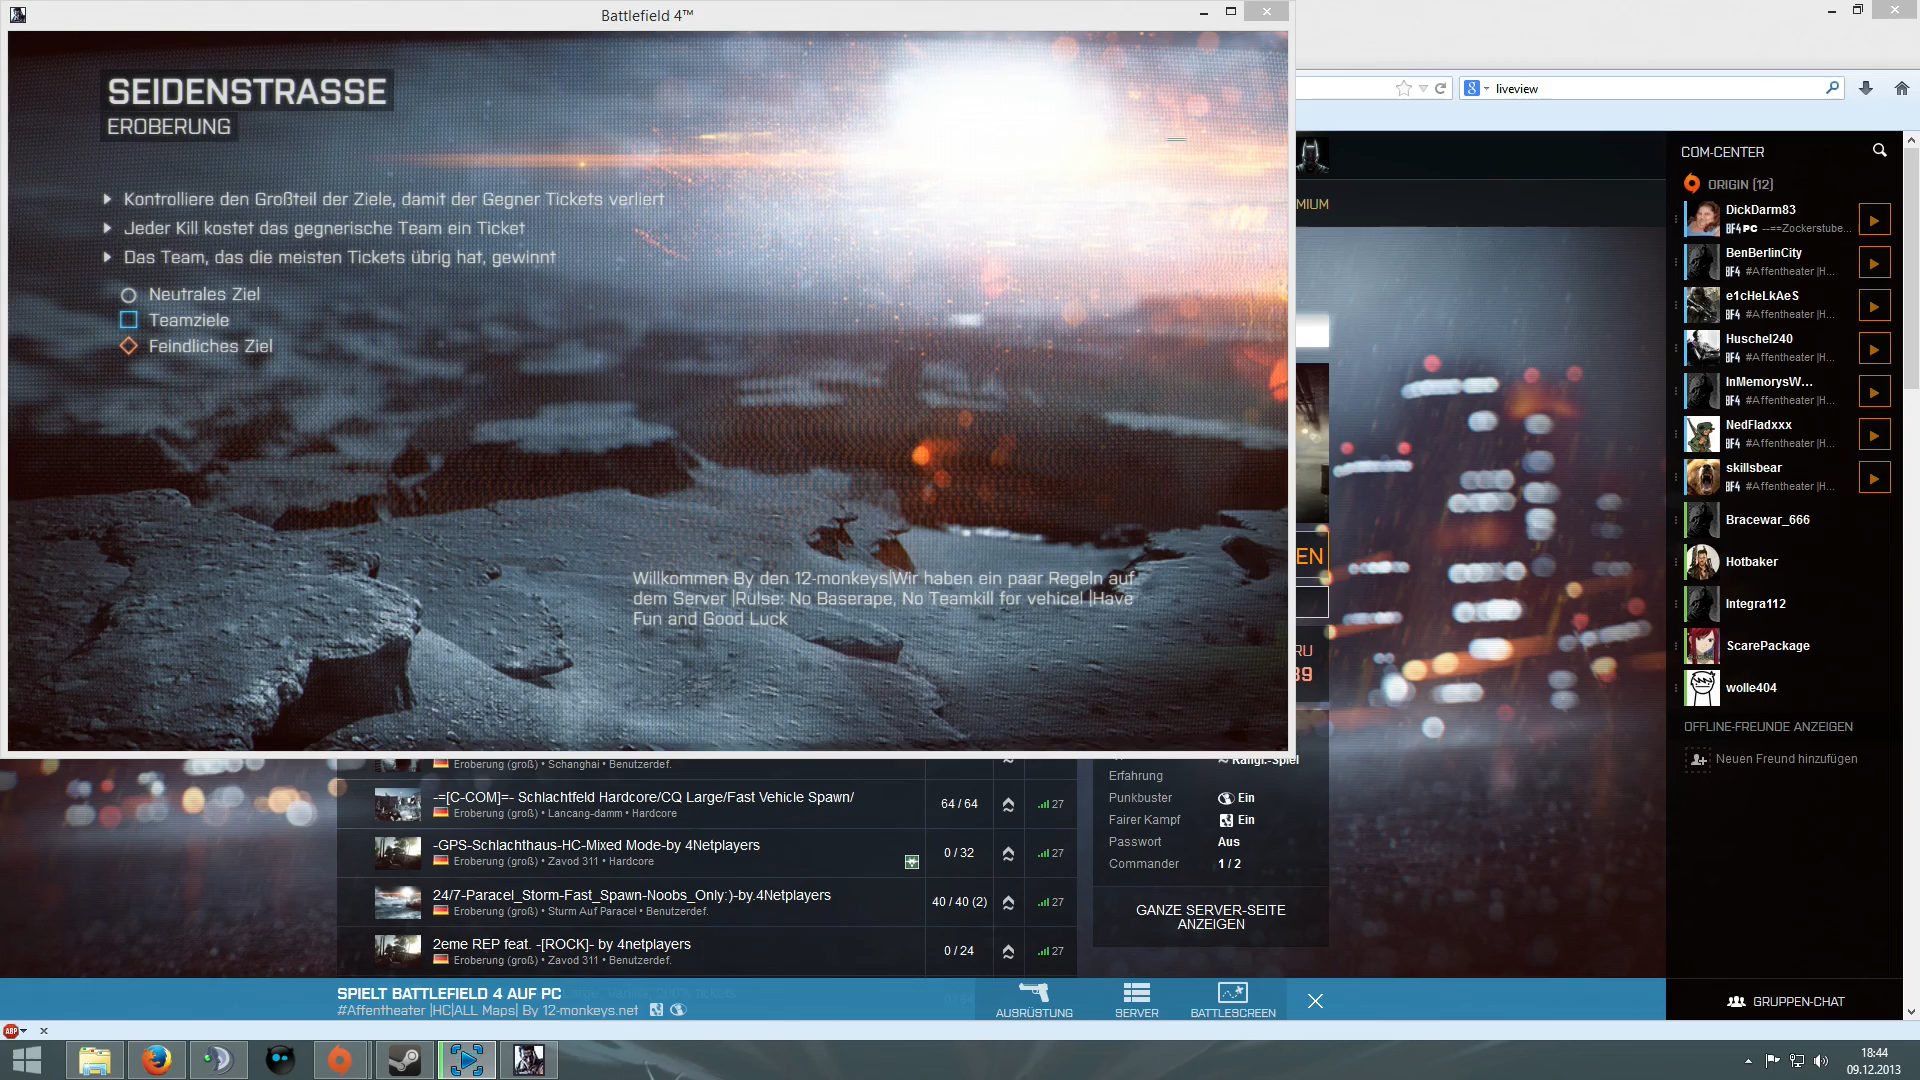 Battlefield 4™
SEIDENSTRASSE
EROBERUNG
Kontrolliere den Großteil der Ziele, damit der Gegner Tickets verliert
Jeder Kill kostet das gegnerische Team ein Ticket
Das Team, das die meisten Tickets übrig hat, gewinnt
Neutrales Ziel
Teamziele
Feindliches Ziel
Willkommen By den 12-monkeys|Wir haben ein paar Regeln auf
dem Server |Rulse: No Baserape, No Teamkill for vehicel |Have
Fun and Good Luck
liveview
MIUM
EN
RU
39
COM-CENTER
ORIGIN [12]
DickDarm83
BF4 PC --==Zockerstube...
BenBerlinCity
BF4 #Affentheater |H...
e1cHeLkAeS
BF4 #Affentheater |H...
Huschel240
BF4 #Affentheater |H...
InMemorysW...
BF4 #Affentheater |H...
NedFladxxx
BF4 #Affentheater |H...
skillsbear
BF4 #Affentheater |H...
Bracewar_666
Hotbaker
Integra112
ScarePackage
wolle404
OFFLINE-FREUNDE ANZEIGEN
Neuen Freund hinzufügen
GRUPPEN-CHAT
Eroberung (groß) • Schanghai • Benutzerdef.
-=[C-COM]=- Schlachtfeld Hardcore/CQ Large/Fast Vehicle Spawn/
Eroberung (groß) • Lancang-damm • Hardcore
64 / 64 27
-GPS-Schlachthaus-HC-Mixed Mode-by 4Netplayers
Eroberung (groß) • Zavod 311 • Hardcore
0 / 32 27
24/7-Paracel_Storm-Fast_Spawn-Noobs_Only:)-by.4Netplayers
Eroberung (groß) • Sturm Auf Paracel • Benutzerdef.
40 / 40 (2) 27
2eme REP feat. -[ROCK]- by 4netplayers
Eroberung (groß) • Zavod 311 • Benutzerdef.
0 / 24 27
Rangl.-Spiel
Erfahrung
Punkbuster Ein
Fairer Kampf Ein
Passwort Aus
Commander 1 / 2
GANZE SERVER-SEITE
ANZEIGEN
SPIELT BATTLEFIELD 4 AUF PC
#Affentheater |HC|ALL Maps| By 12-monkeys.net
AUSRÜSTUNG
SERVER
BATTLESCREEN
ABP
18:44
09.12.2013